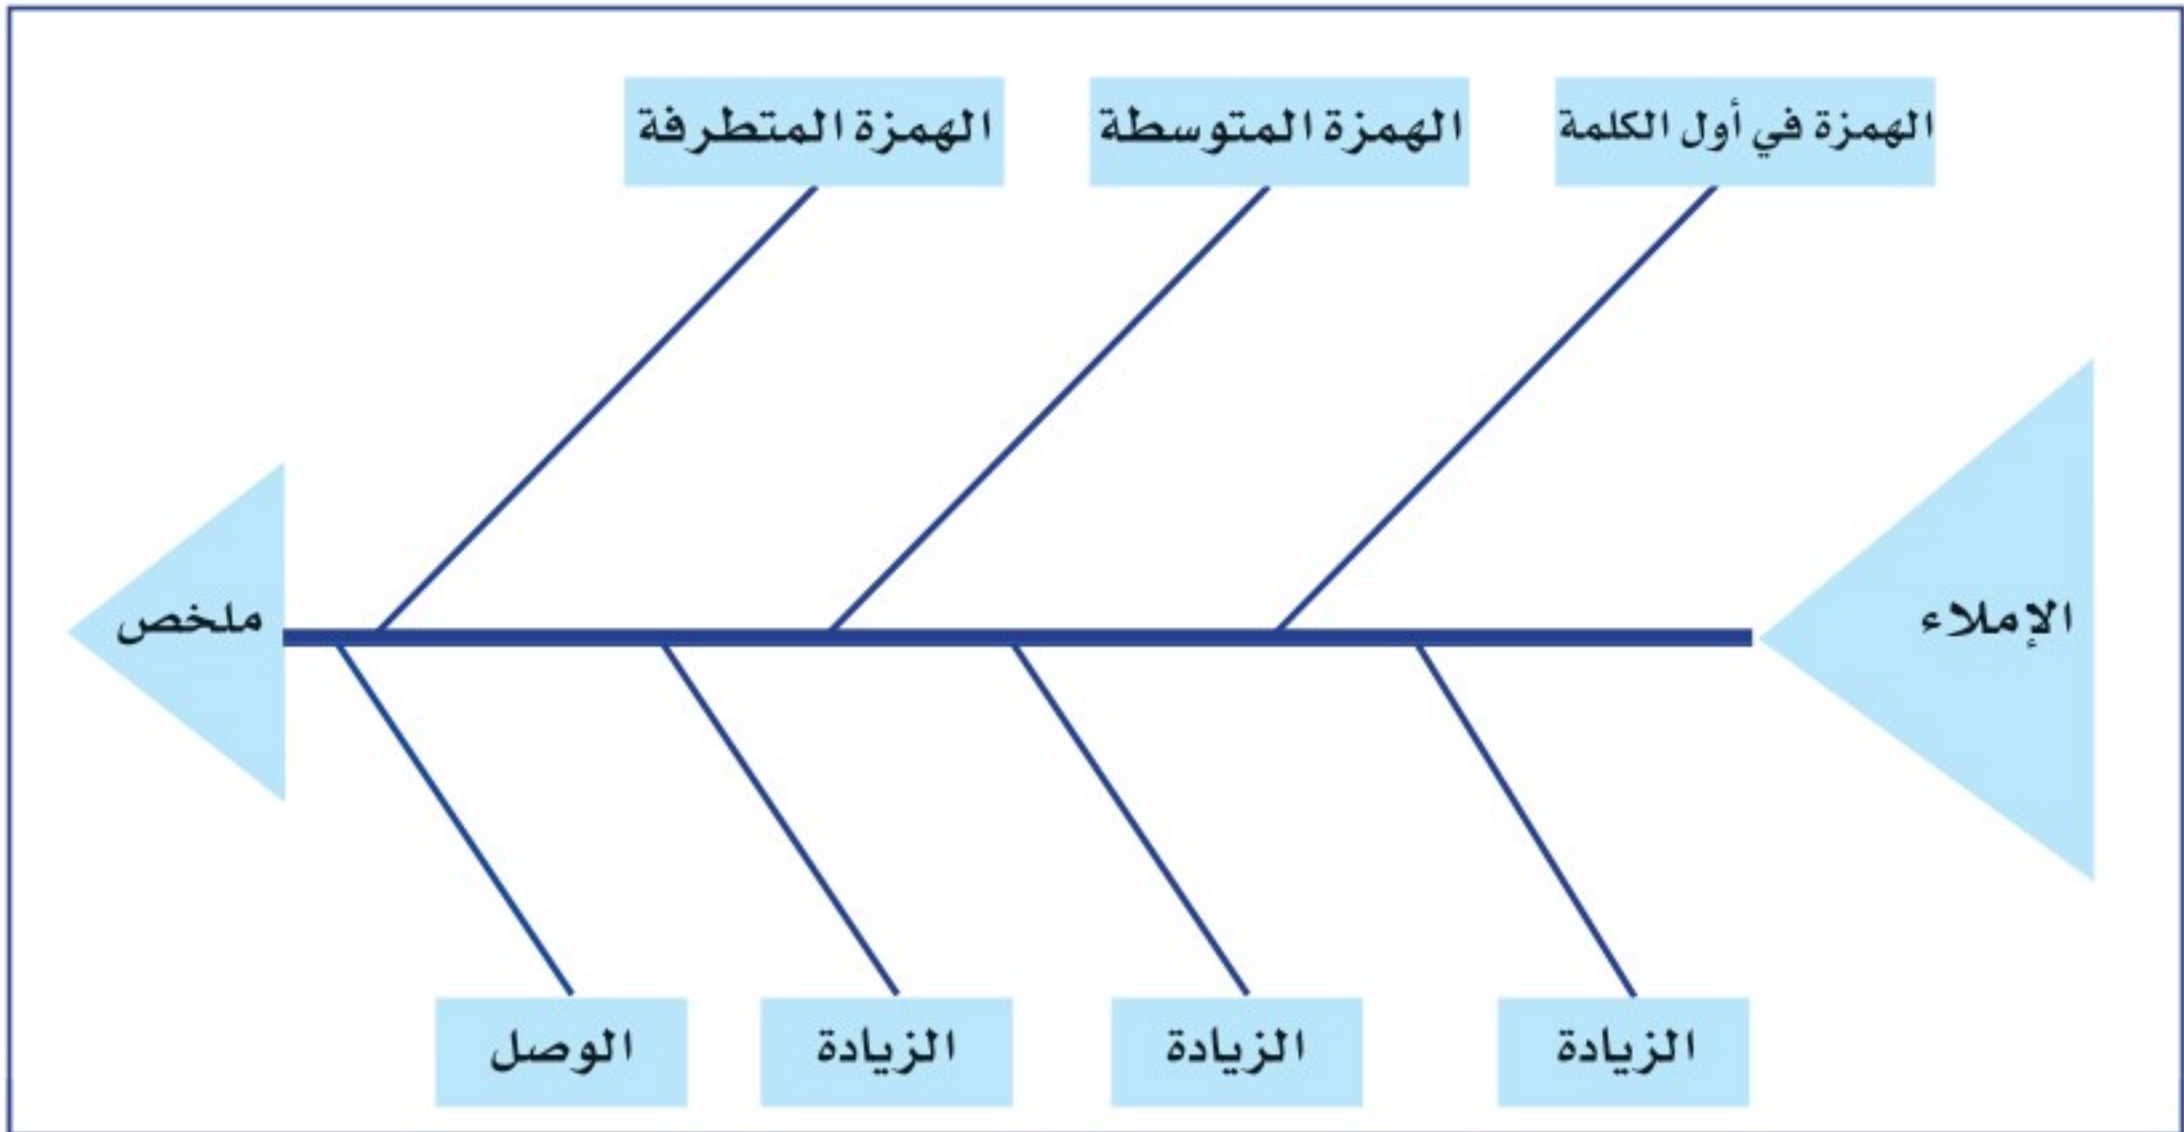 الهمزة في أول الكلمة
الهمزة المتوسطة
الهمزة المتطرفة
الإملاء
ملخص
الزيادة
الزيادة
الزيادة
الوصل